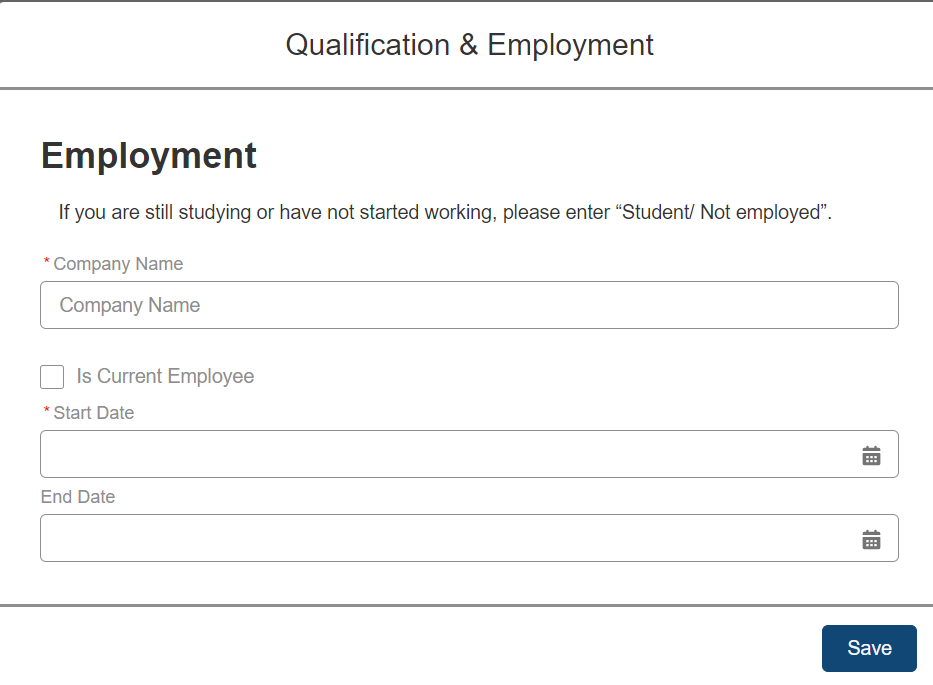 Qualification & Employment
Employment
If you are still studying or have not started working, please enter “Student/ Not employed”.
* Company Name
Company Name
Is Current Employee
* Start Date
End Date
Save